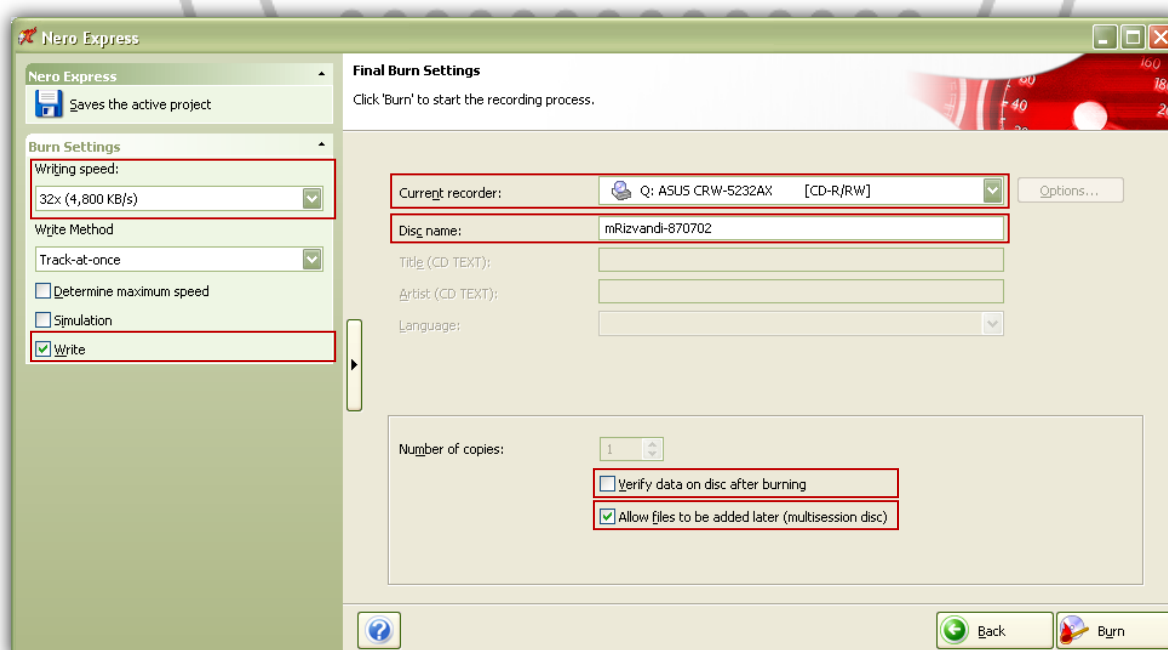 Nero Express
Nero Express
Saves the active project
Burn Settings
Writing speed:
32x (4,800 KB/s)
Write Method
Track-at-once
Determine maximum speed
Simulation
Write
Final Burn Settings
Click 'Burn' to start the recording process.
Current recorder:
Q: ASUS CRW-5232AX [CD-R/RW]
Options...
Disc name:
mRizvandi-870702
Title (CD TEXT):
Artist (CD TEXT):
Language:
Number of copies:
1
Verify data on disc after burning
Allow files to be added later (multisession disc)
Back
Burn
40
60
160